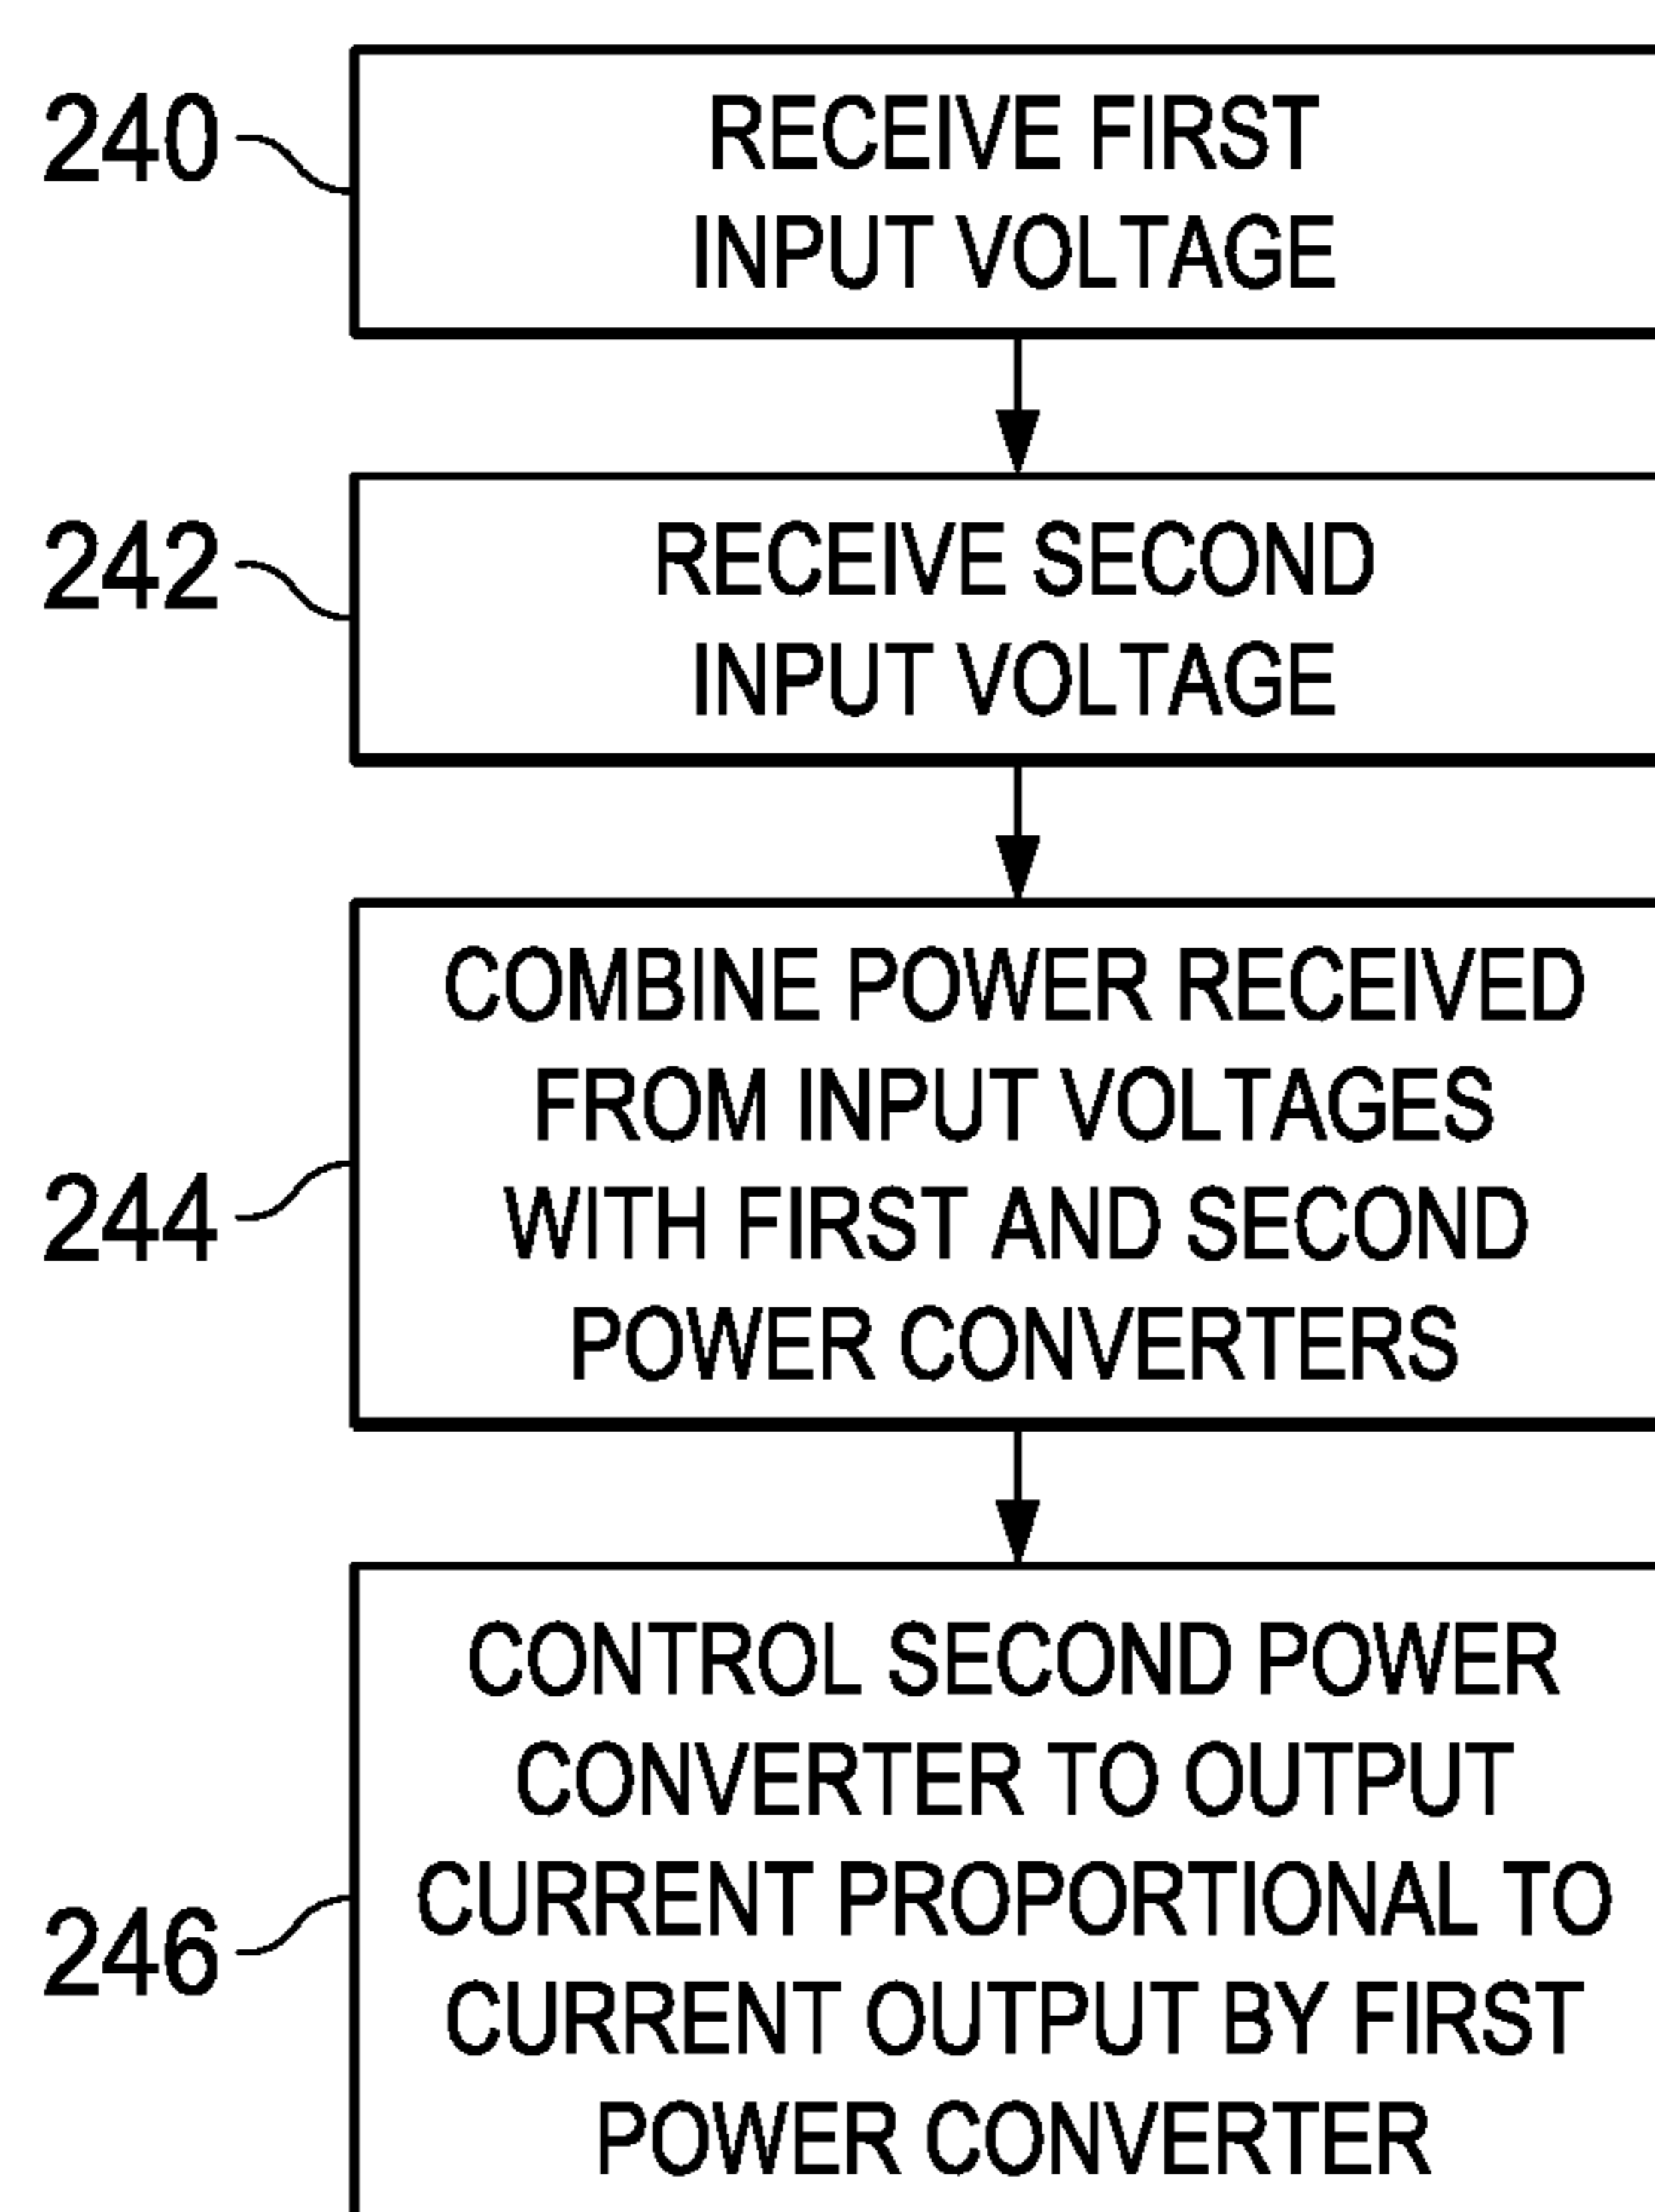 240
RECEIVE FIRST
INPUT VOLTAGE
242
RECEIVE SECOND
INPUT VOLTAGE
244
COMBINE POWER RECEIVED
FROM INPUT VOLTAGES
WITH FIRST AND SECOND
POWER CONVERTERS
246
CONTROL SECOND POWER
CONVERTER TO OUTPUT
CURRENT PROPORTIONAL TO
CURRENT OUTPUT BY FIRST
POWER CONVERTER